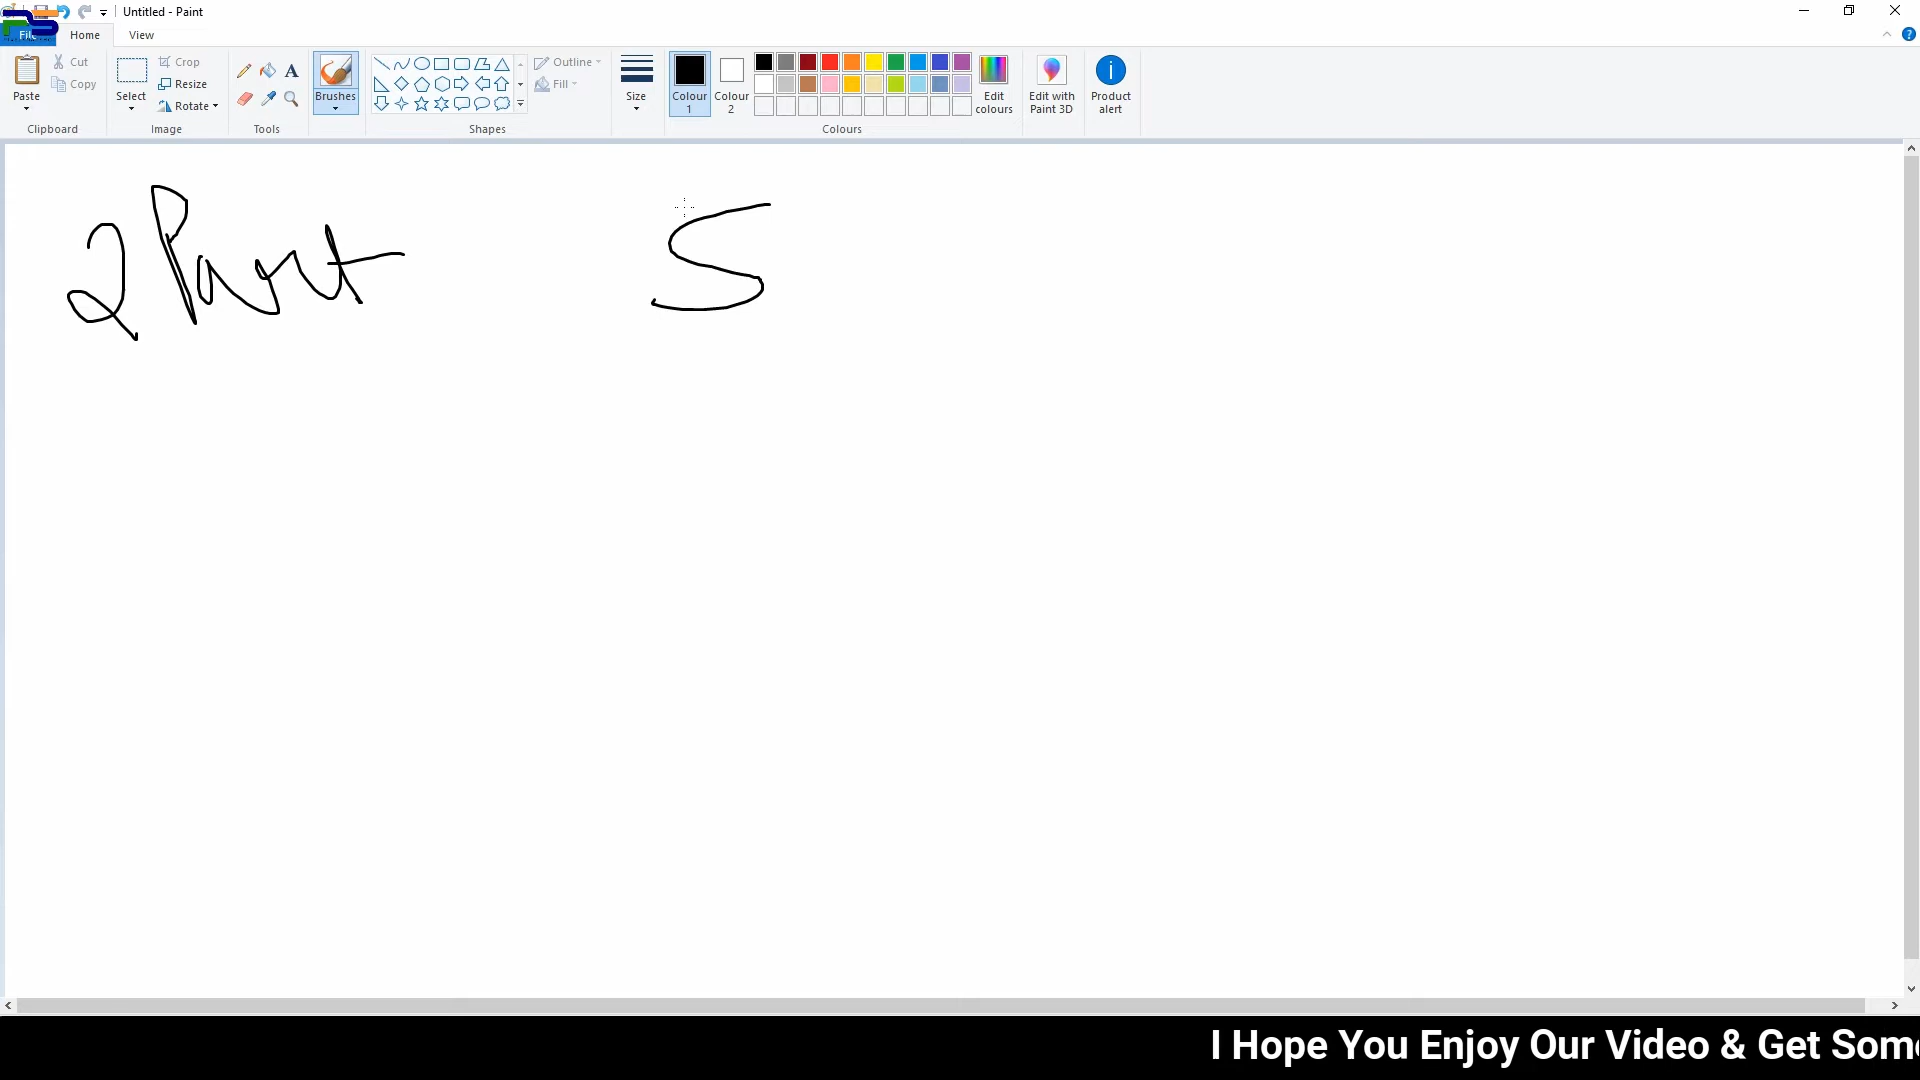 Untitled - Paint
File Home View
Paste Cut Copy Select Crop Resize Rotate Brushes Outline Fill Size Colour 1 Colour 2 Edit colours Edit with Paint 3D Product alert
Clipboard Image Tools Shapes Colours
2 Part S
I Hope You Enjoy Our Video & Get Som